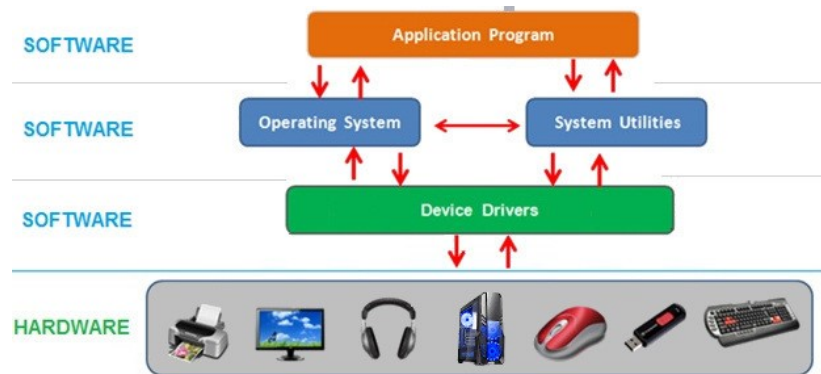 SOFTWARE
Application Program
SOFTWARE
Operating System
System Utilities
SOFTWARE
Device Drivers
HARDWARE